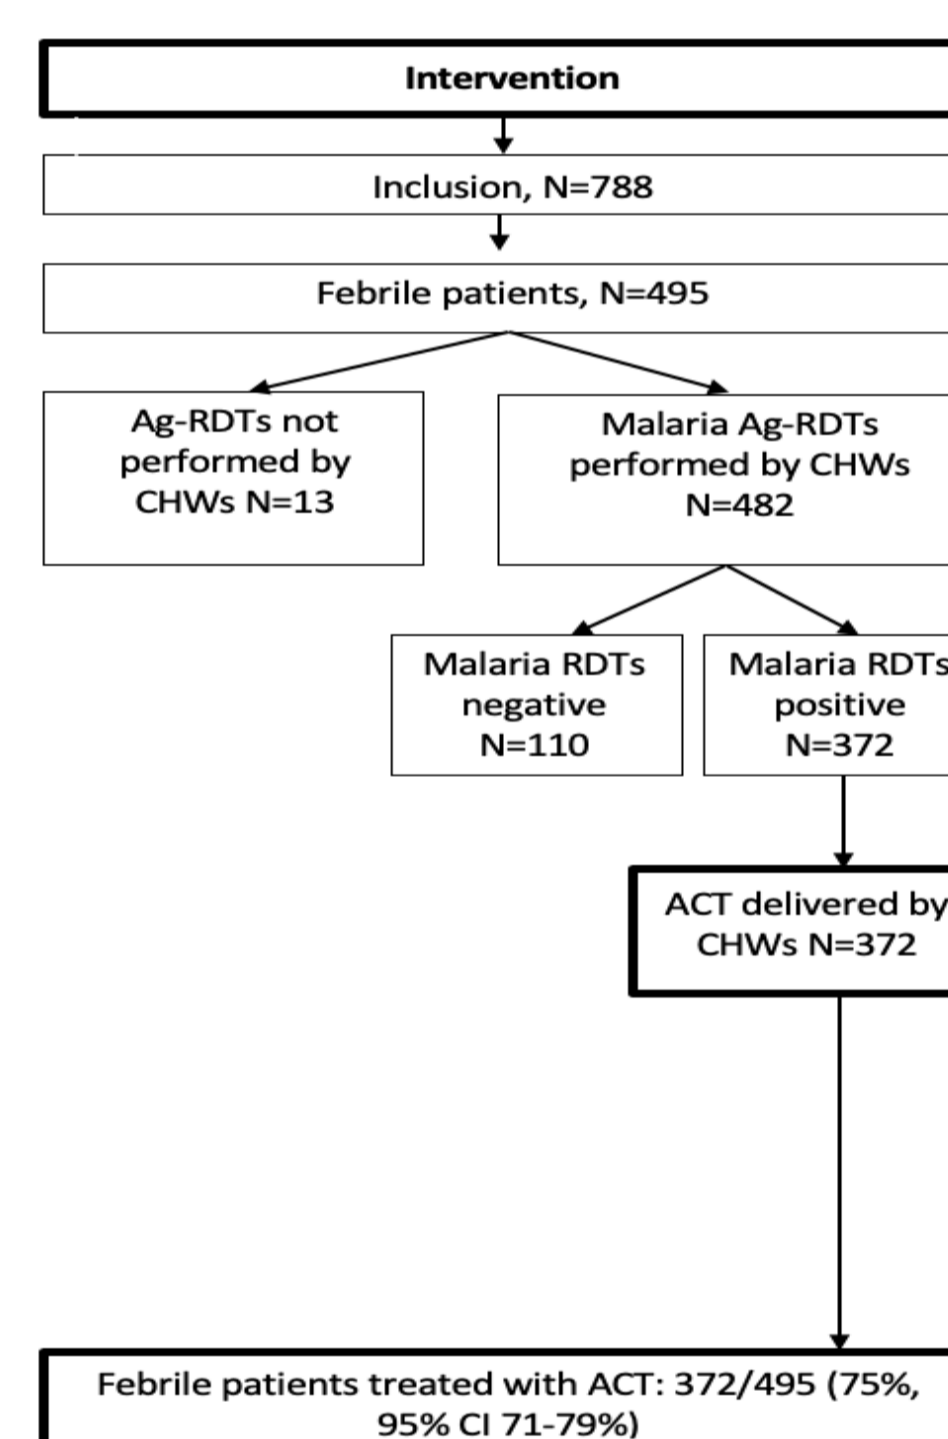 Intervention
Inclusion, N=788
Febrile patients, N=495
Ag-RDTs not
performed by
CHWs N=13
Malaria Ag-RDTs
performed by CHWs
N=482
Malaria RDTs
negative
N=110
Malaria RDTs
positive
N=372
ACT delivered by
CHWs N=372
Febrile patients treated with ACT: 372/495 (75%,
95% CI 71-79%)